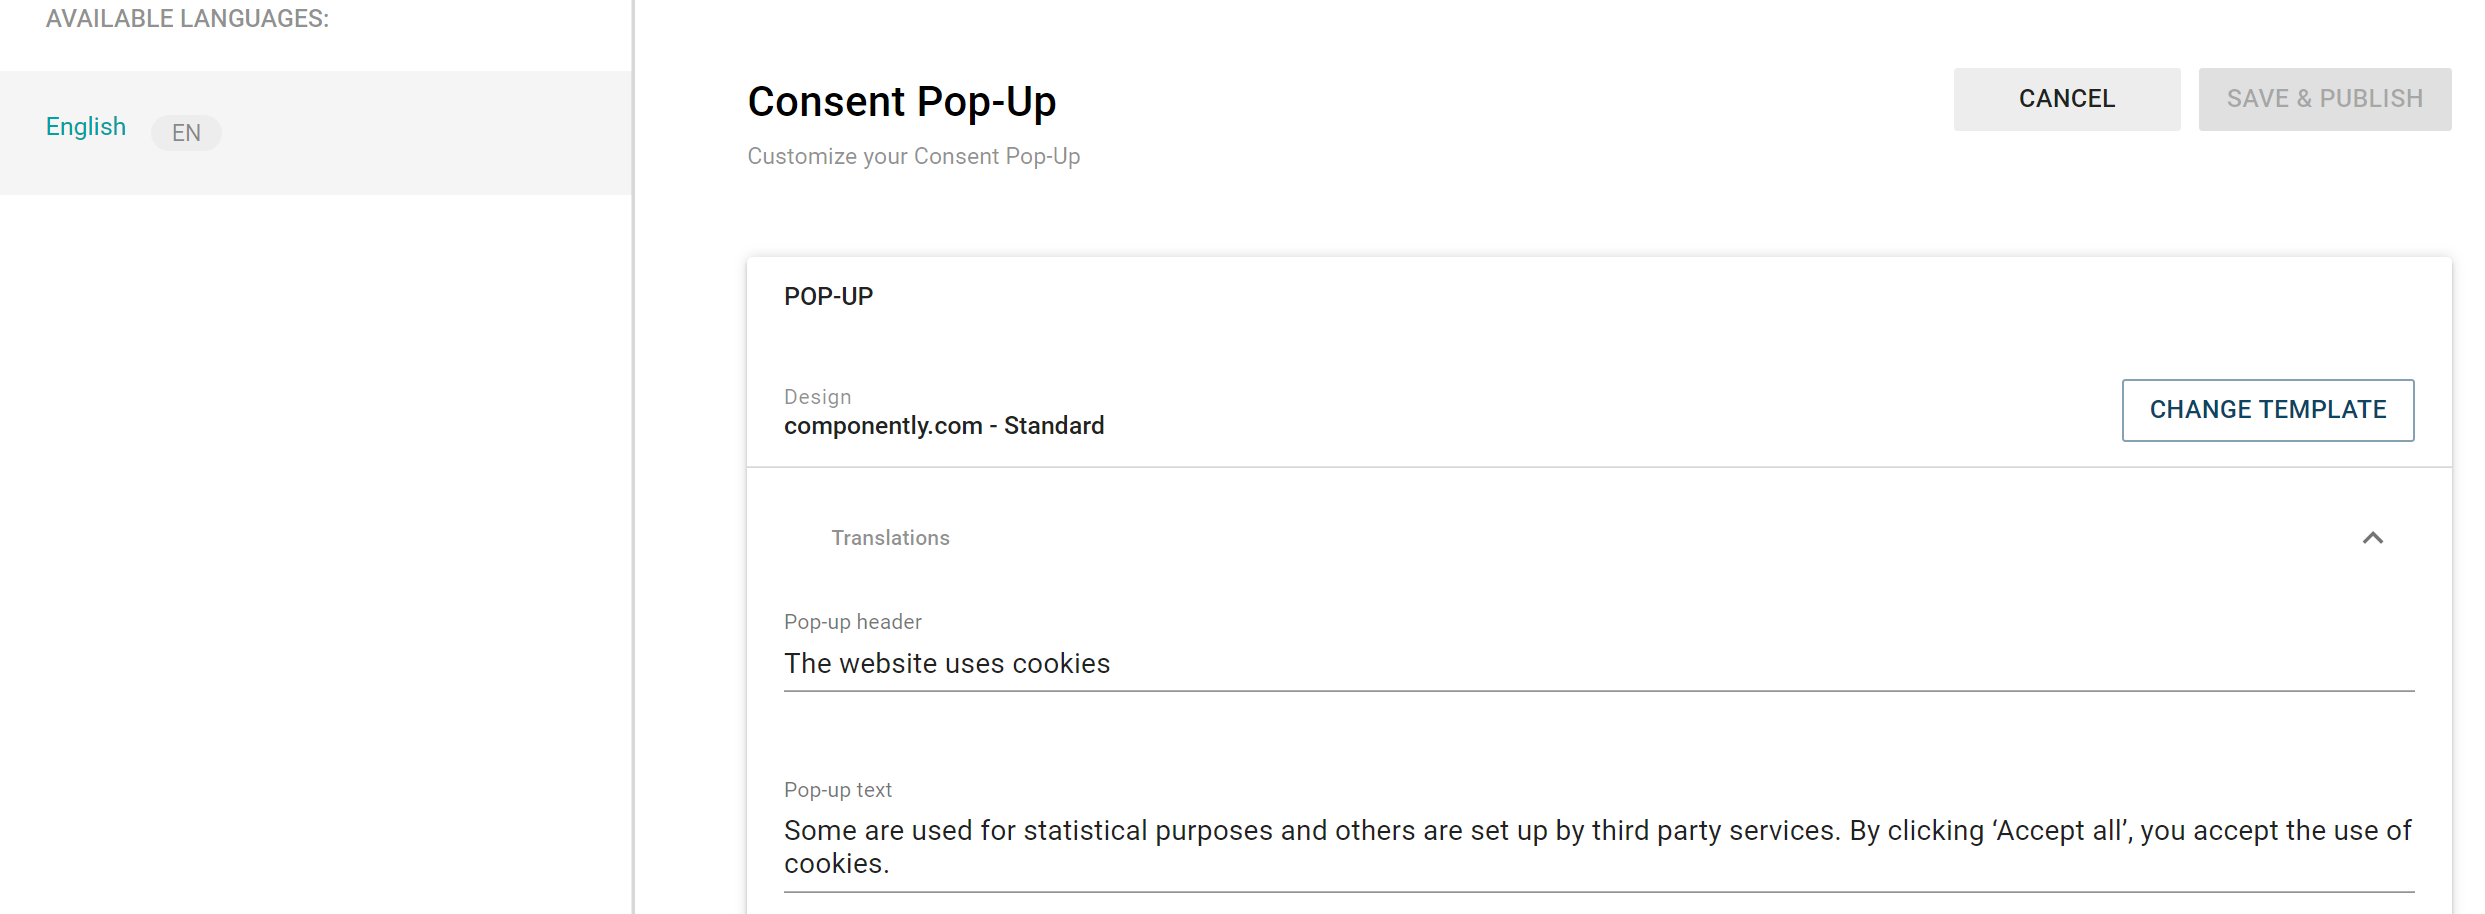 AVAILABLE LANGUAGES:
English
EN
Consent Pop-Up
Customize your Consent Pop-Up
CANCEL
SAVE & PUBLISH
POP-UP
Design
componently.com - Standard
CHANGE TEMPLATE
Translations
Pop-up header
The website uses cookies
Pop-up text
Some are used for statistical purposes and others are set up by third party services. By clicking ‘Accept all’, you accept the use of
cookies.